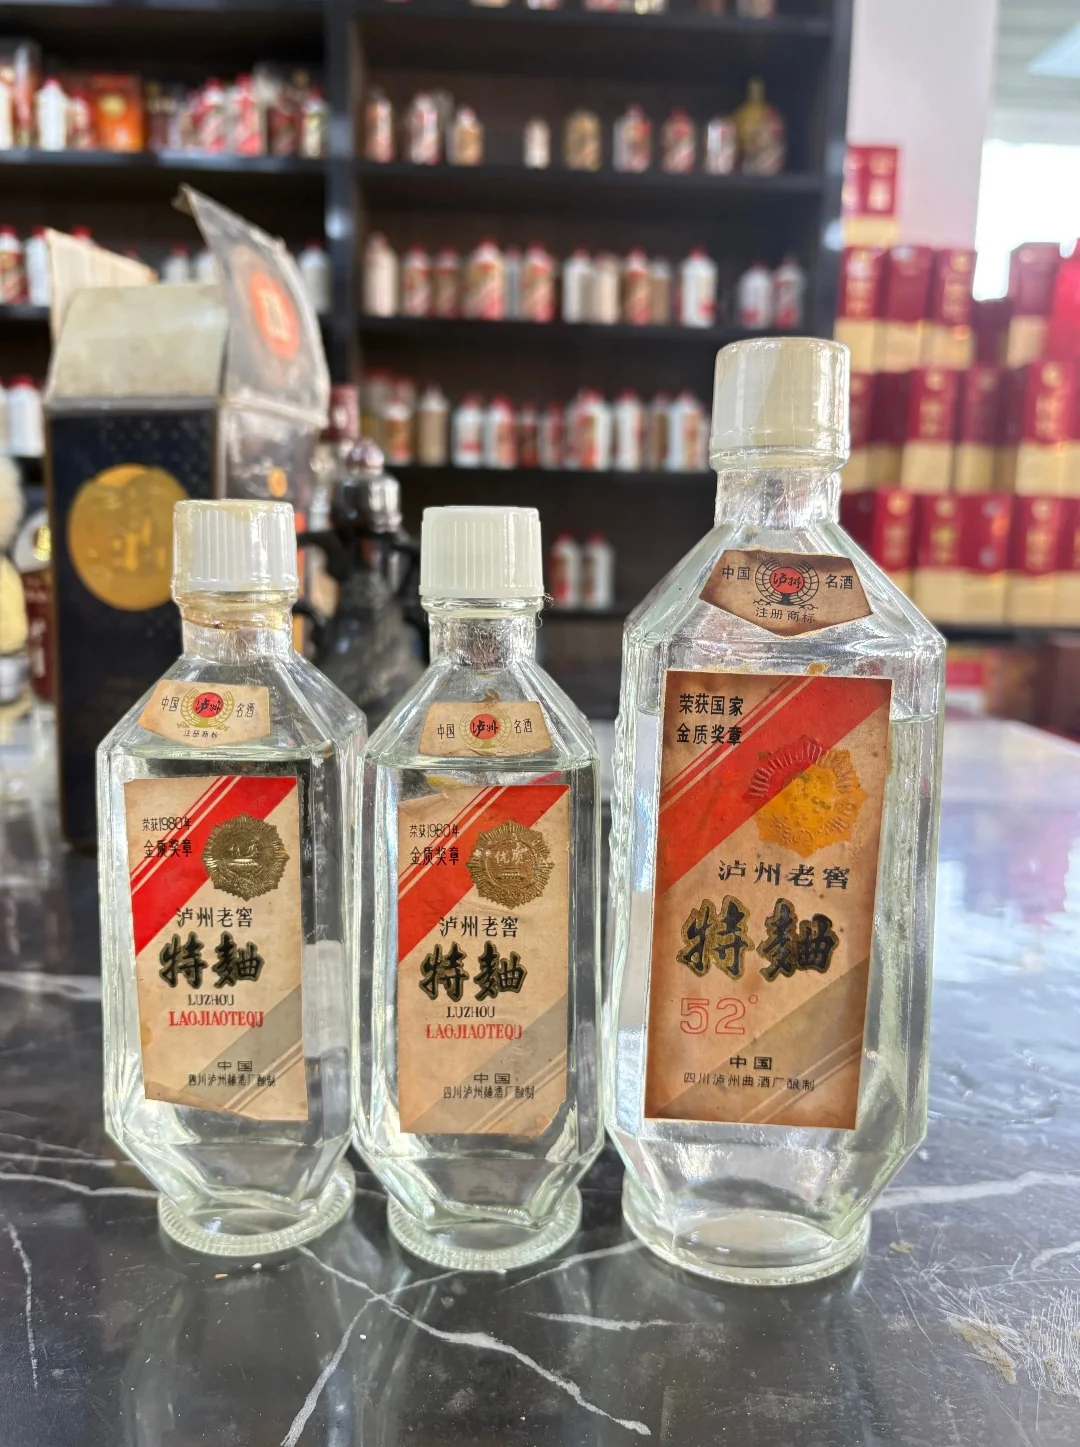 中国 泸州 名酒
注册商标
荣获1980年
金质奖章
泸州老窖
特麯
LUZHOU
LAOJIAOTEQU
中国
四川泸州麯酒厂酿制
中国 泸州 名酒
荣获1980年
金质奖章
优质
泸州老窖
特麯
LUZHOU
LAOJIAOTEQU
中国
四川泸州麯酒厂酿制
中国 泸州 名酒
注册商标
荣获国家
金质奖章
泸州老窖
特麯
52°
中国
四川泸州曲酒厂酿制